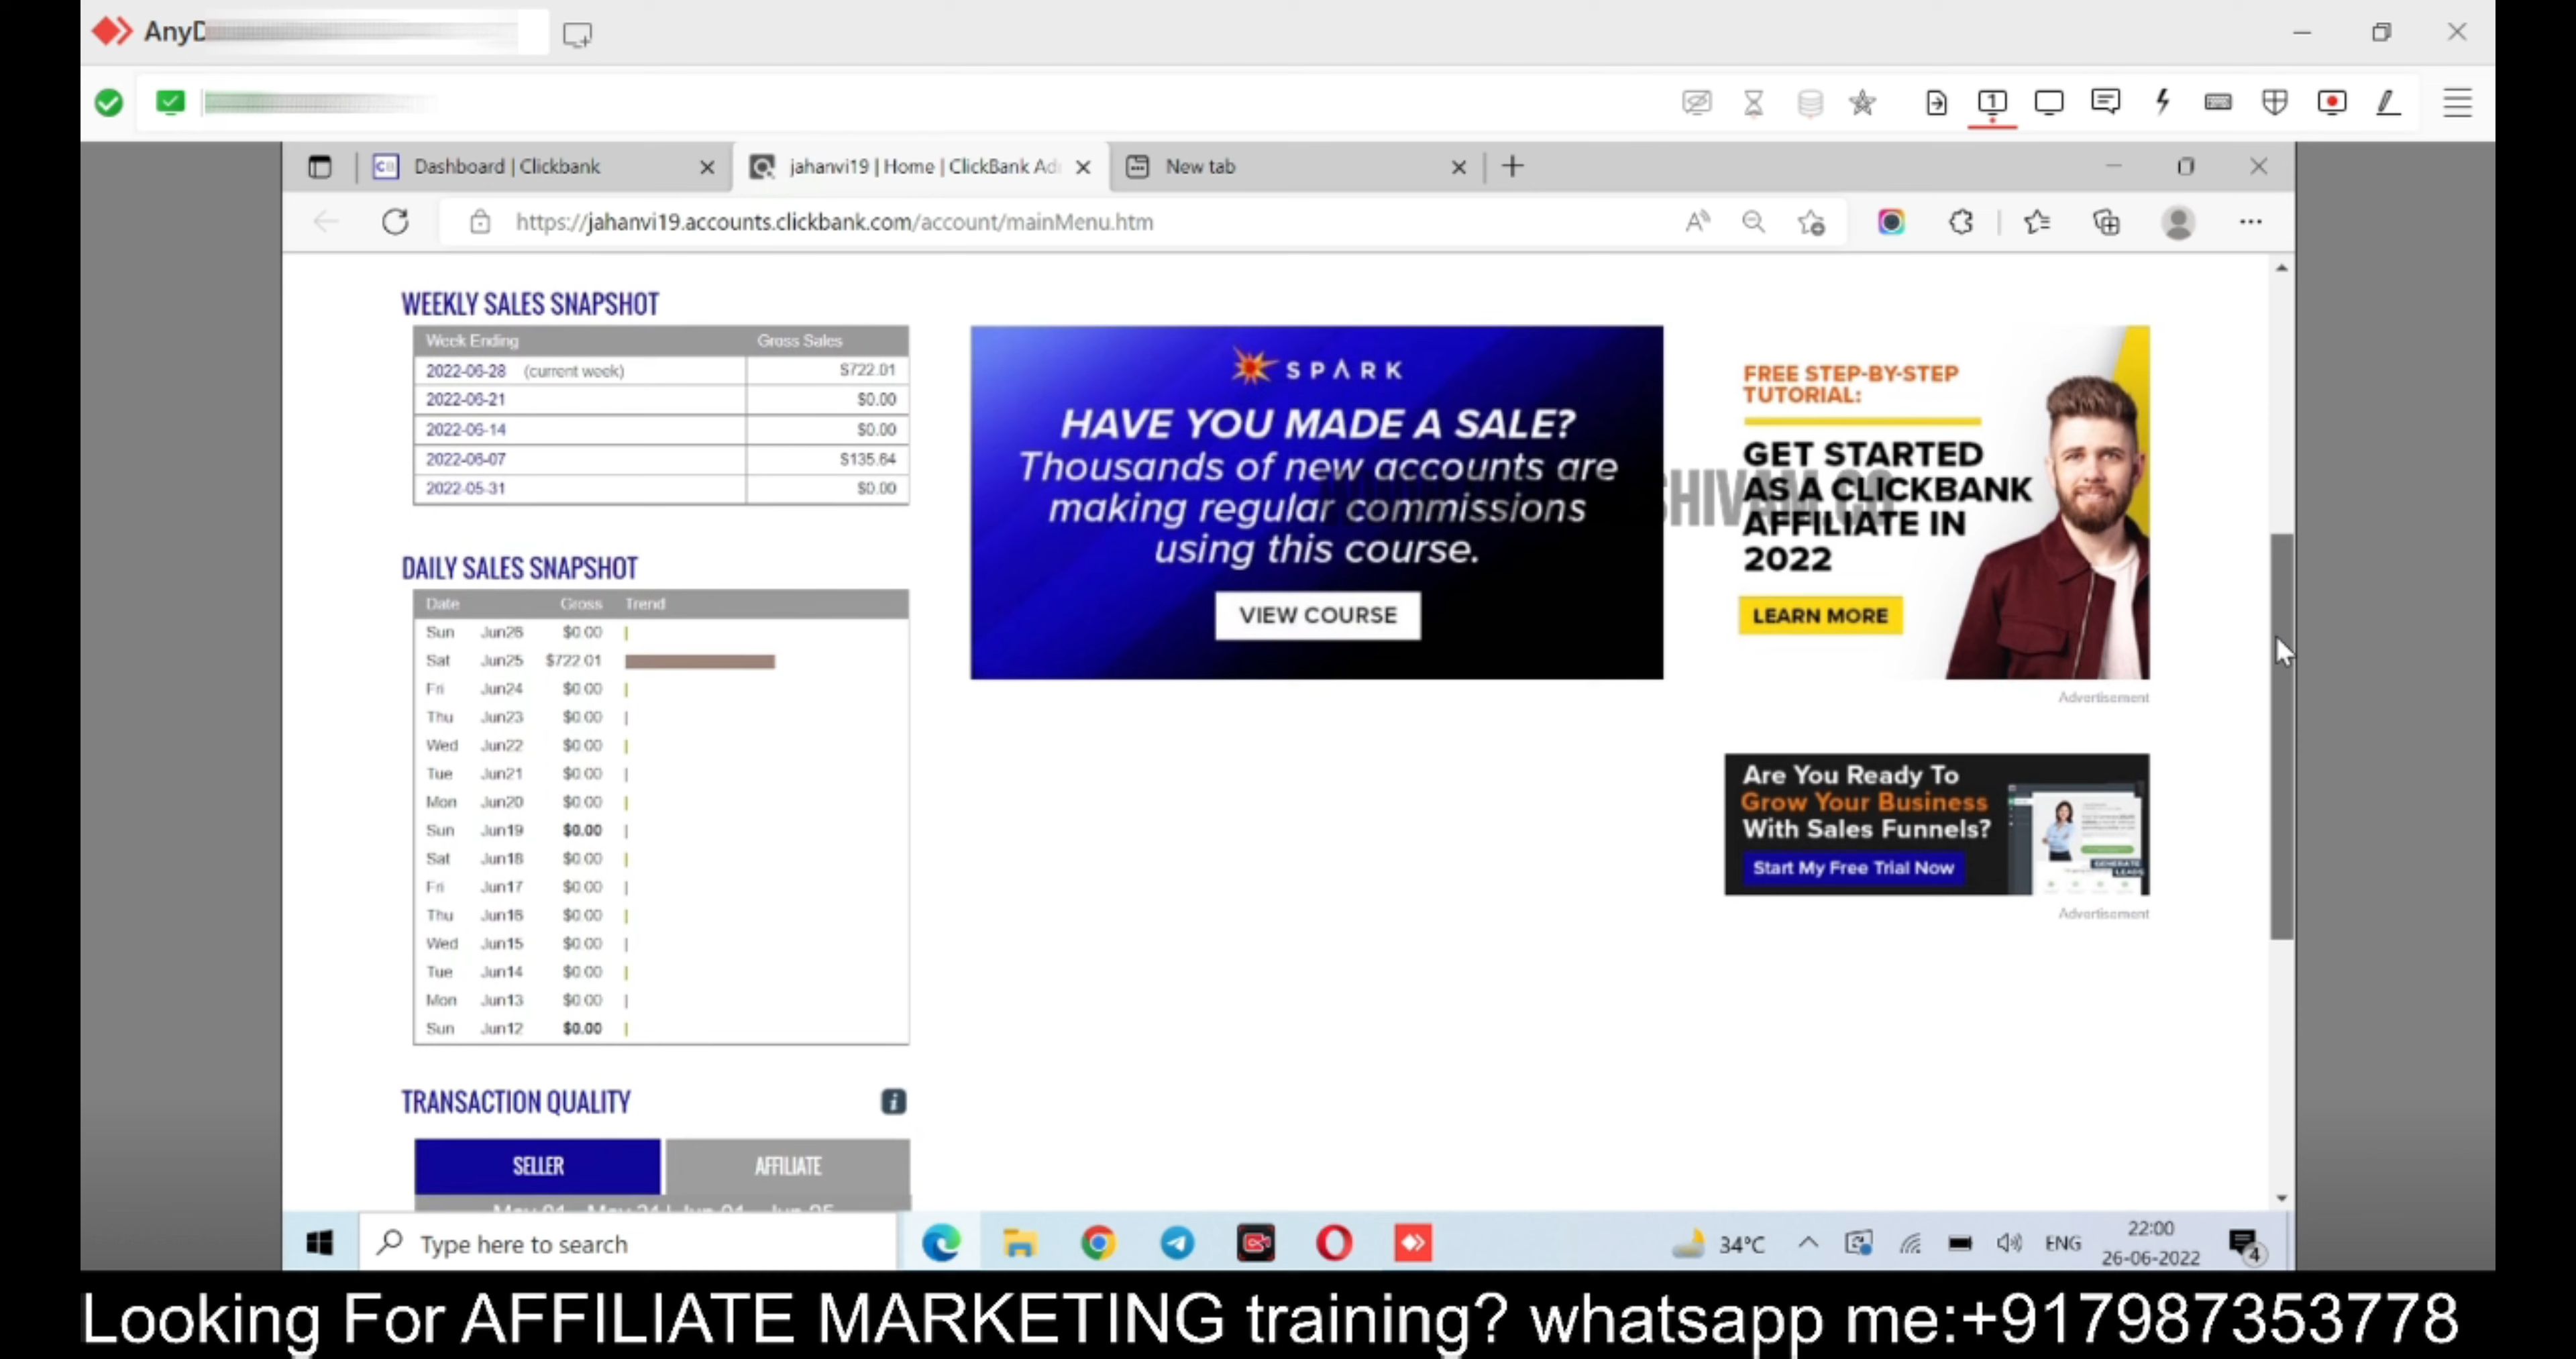 AnyD
Dashboard | Clickbank
jahanvi19 | Home | ClickBank Ad
New tab
https://jahanvi19.accounts.clickbank.com/account/mainMenu.htm
WEEKLY SALES SNAPSHOT
Week Ending Gross Sales
2022-06-28 (current week) $722.01
2022-06-21 $0.00
2022-06-14 $0.00
2022-06-07 $135.64
2022-05-31 $0.00
DAILY SALES SNAPSHOT
Date Gross Trend
Sun Jun26 $0.00
Sat Jun25 $722.01
Fri Jun24 $0.00
Thu Jun23 $0.00
Wed Jun22 $0.00
Tue Jun21 $0.00
Mon Jun20 $0.00
Sun Jun19 $0.00
Sat Jun18 $0.00
Fri Jun17 $0.00
Thu Jun16 $0.00
Wed Jun15 $0.00
Tue Jun14 $0.00
Mon Jun13 $0.00
Sun Jun12 $0.00
TRANSACTION QUALITY
SELLER AFFILIATE
SPARK
HAVE YOU MADE A SALE?
Thousands of new accounts are
making regular commissions
using this course.
VIEW COURSE
SHIVAM CO
FREE STEP-BY-STEP
TUTORIAL:
GET STARTED
AS A CLICKBANK
AFFILIATE IN
2022
LEARN MORE
Advertisement
Are You Ready To
Grow Your Business
With Sales Funnels?
Start My Free Trial Now
GENERATE
LEADS
Advertisement
Type here to search
34°C
ENG
22:00
26-06-2022
4
Looking For AFFILIATE MARKETING training? whatsapp me:+917987353778